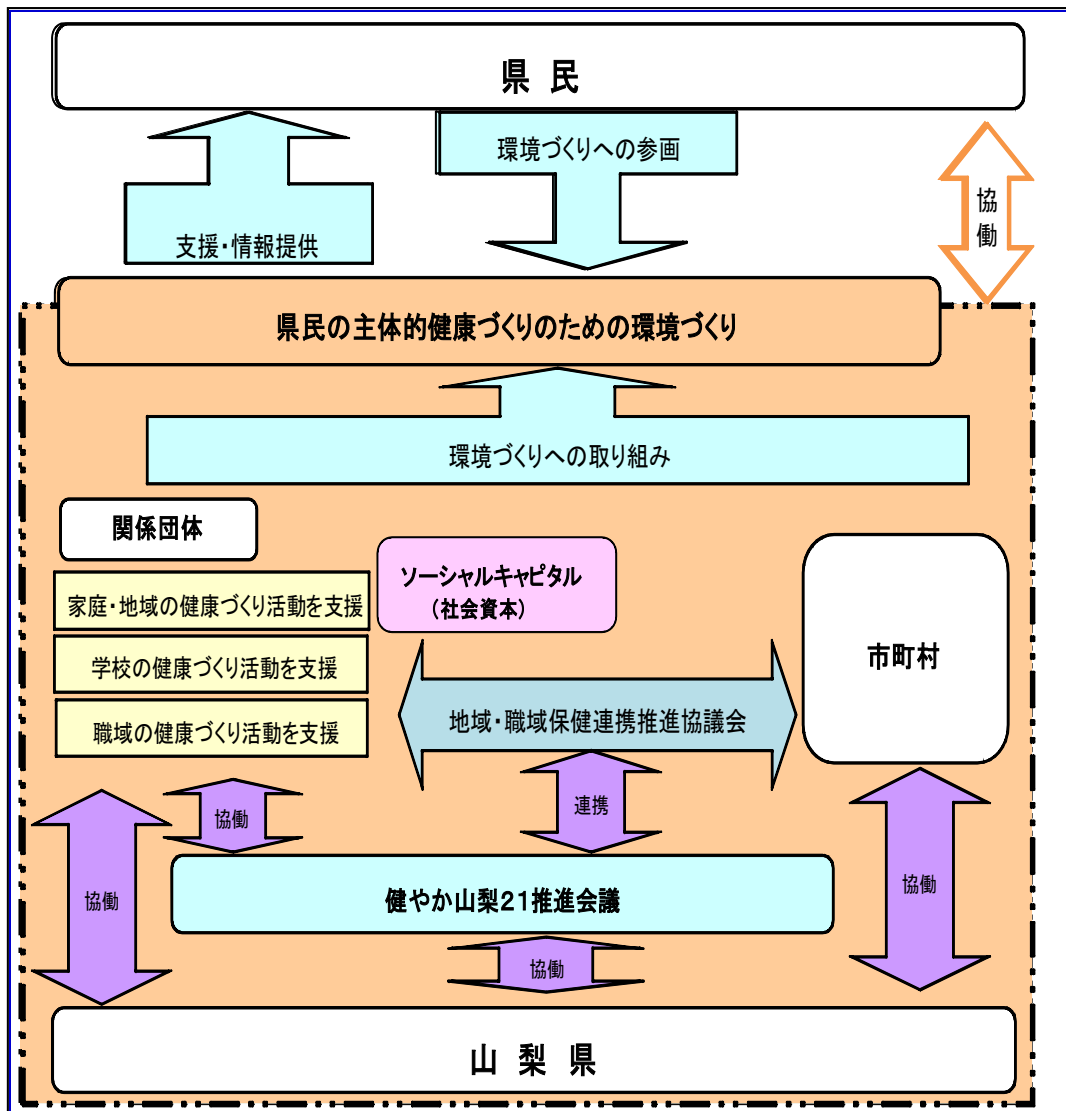 県 民
環境づくりへの参画
協働
支援・情報提供
県民の主体的健康づくりのための環境づくり
環境づくりへの取り組み
関係団体
ソーシャルキャピタル
(社会資本)
家庭・地域の健康づくり活動を支援
学校の健康づくり活動を支援
職域の健康づくり活動を支援
市町村
地域・職域保健連携推進協議会
協働
連携
協働
協働
健やか山梨21推進会議
協働
山 梨 県